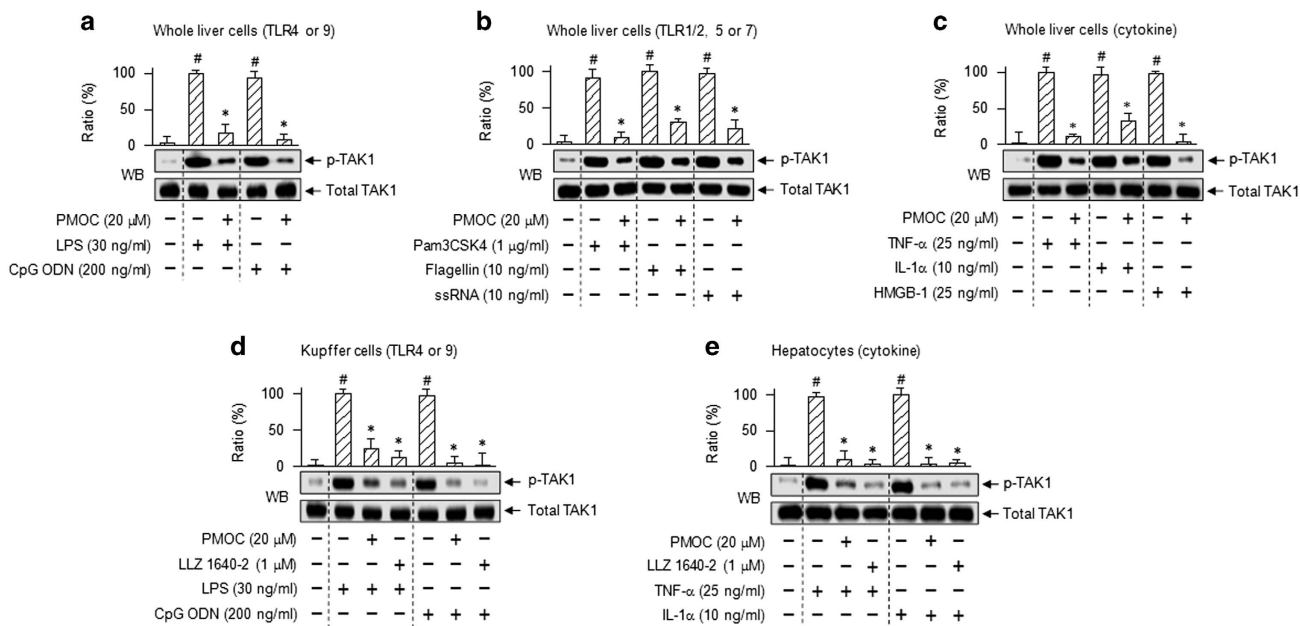 a
Whole liver cells (TLR4 or 9)
Ratio (%)
100
50
0
# * # *
p-TAK1
WB
Total TAK1
PMOC (20 μM) − − + − +
LPS (30 ng/ml) − + + − −
CpG ODN (200 ng/ml) − − − + +
b
Whole liver cells (TLR1/2, 5 or 7)
Ratio (%)
100
50
0
# * # * # *
p-TAK1
WB
Total TAK1
PMOC (20 μM) − − + − + − +
Pam3CSK4 (1 μg/ml) − + + − − − −
Flagellin (10 ng/ml) − − − + + − −
ssRNA (10 ng/ml) − − − − − + +
c
Whole liver cells (cytokine)
Ratio (%)
100
50
0
# * # * # *
p-TAK1
WB
Total TAK1
PMOC (20 μM) − − + − + − +
TNF-α (25 ng/ml) − + + − − − −
IL-1α (10 ng/ml) − − − + + − −
HMGB-1 (25 ng/ml) − − − − − + +
d
Kupffer cells (TLR4 or 9)
Ratio (%)
100
50
0
# * * # * *
p-TAK1
WB
Total TAK1
PMOC (20 μM) − − + − − + −
LLZ 1640-2 (1 μM) − − − + − − +
LPS (30 ng/ml) − + + + − − −
CpG ODN (200 ng/ml) − − − − + + +
e
Hepatocytes (cytokine)
Ratio (%)
100
50
0
# * * # * *
p-TAK1
WB
Total TAK1
PMOC (20 μM) − − + − − + −
LLZ 1640-2 (1 μM) − − − + − − +
TNF-α (25 ng/ml) − + + + − − −
IL-1α (10 ng/ml) − − − − + + +